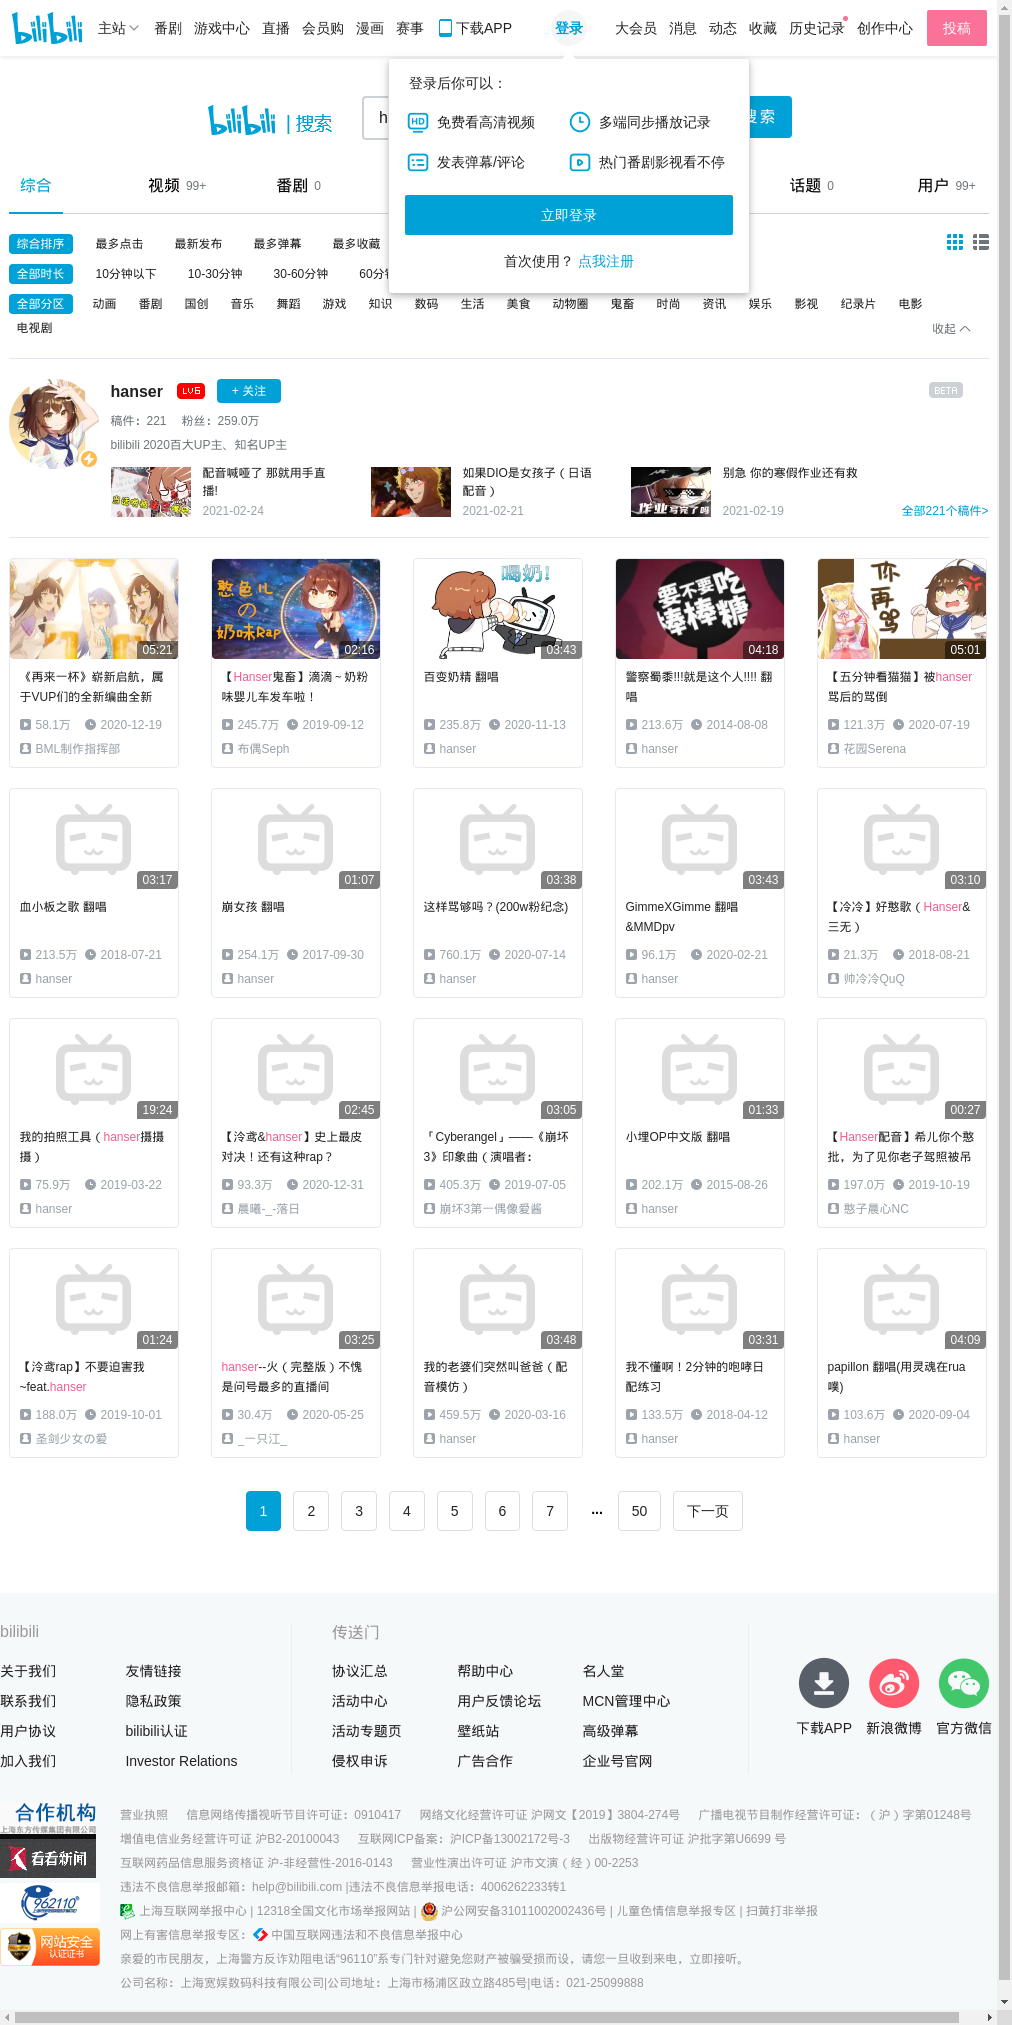 bilibili 主站 番剧 游戏中心 直播 会员购 漫画 赛事 下载APP 登录 大会员 消息 动态 收藏 历史记录 创作中心 投稿
登录后你可以：
免费看高清视频 多端同步播放记录
发表弹幕/评论 热门番剧影视看不停
立即登录
首次使用？ 点我注册
bilibili | 搜索 h 搜索
综合 视频 99+ 番剧 0 话题 0 用户 99+
综合排序 最多点击 最新发布 最多弹幕 最多收藏
全部时长 10分钟以下 10-30分钟 30-60分钟 60分钟
全部分区 动画 番剧 国创 音乐 舞蹈 游戏 知识 数码 生活 美食 动物圈 鬼畜 时尚 资讯 娱乐 影视 纪录片 电影
电视剧 收起
hanser LV6 + 关注 BETA
稿件：221 粉丝：259.0万
bilibili 2020百大UP主、知名UP主
配音喊哑了 那就用手直播!
2021-02-24
如果DIO是女孩子（日语配音）
2021-02-21
作业写完了吗
别急 你的寒假作业还有救
2021-02-19
全部221个稿件>
05:21
《再来一杯》崭新启航，属
于VUP们的全新编曲全新
58.1万 2020-12-19
BML制作指挥部
憨色儿の奶味Rap
02:16
【Hanser鬼畜】滴滴～奶粉
味婴儿车发车啦！
245.7万 2019-09-12
布偶Seph
喝奶!
03:43
百变奶精 翻唱
235.8万 2020-11-13
hanser
要不要吃棒棒糖
04:18
警察蜀黍!!!就是这个人!!!! 翻
唱
213.6万 2014-08-08
hanser
你再骂
05:01
【五分钟看猫猫】被hanser
骂后的骂倒
121.3万 2020-07-19
花园Serena
03:17
血小板之歌 翻唱
213.5万 2018-07-21
hanser
01:07
崩女孩 翻唱
254.1万 2017-09-30
hanser
03:38
这样骂够吗？(200w粉纪念)
760.1万 2020-07-14
hanser
03:43
GimmeXGimme 翻唱
&MMDpv
96.1万 2020-02-21
hanser
03:10
【冷冷】好憨歌（Hanser&
三无）
21.3万 2018-08-21
帅冷冷QuQ
19:24
我的拍照工具（hanser摄摄
摄）
75.9万 2019-03-22
hanser
02:45
【泠鸢&hanser】史上最皮
对决！还有这种rap？
93.3万 2020-12-31
晨曦-_-落日
03:05
「Cyberangel」——《崩坏
3》印象曲（演唱者：
405.3万 2019-07-05
崩坏3第一偶像爱酱
01:33
小埋OP中文版 翻唱
202.1万 2015-08-26
hanser
00:27
【Hanser配音】希儿你个憨
批，为了见你老子驾照被吊
197.0万 2019-10-19
憨子晨心NC
01:24
【泠鸢rap】不要迫害我
~feat.hanser
188.0万 2019-10-01
圣剑少女の爱
03:25
hanser--火（完整版）不愧
是问号最多的直播间
30.4万 2020-05-25
_一只江_
03:48
我的老婆们突然叫爸爸（配
音模仿）
459.5万 2020-03-16
hanser
03:31
我不懂啊！2分钟的咆哮日
配练习
133.5万 2018-04-12
hanser
04:09
papillon 翻唱(用灵魂在rua
噗)
103.6万 2020-09-04
hanser
1 2 3 4 5 6 7 ... 50 下一页
bilibili 传送门
关于我们 友情链接 协议汇总 帮助中心 名人堂
联系我们 隐私政策 活动中心 用户反馈论坛 MCN管理中心
用户协议 bilibili认证 活动专题页 壁纸站 高级弹幕
加入我们 Investor Relations 侵权申诉 广告合作 企业号官网
下载APP 新浪微博 官方微信
合作机构
上海东方传媒集团有限公司
看看新闻
962110
网站安全
认证证书
营业执照 信息网络传播视听节目许可证：0910417 网络文化经营许可证 沪网文【2019】3804-274号 广播电视节目制作经营许可证：（沪）字第01248号
增值电信业务经营许可证 沪B2-20100043 互联网ICP备案：沪ICP备13002172号-3 出版物经营许可证 沪批字第U6699 号
互联网药品信息服务资格证 沪-非经营性-2016-0143 营业性演出许可证 沪市文演（经）00-2253
违法不良信息举报邮箱：help@bilibili.com |违法不良信息举报电话：4006262233转1
上海互联网举报中心 | 12318全国文化市场举报网站 | 沪公网安备31011002002436号 | 儿童色情信息举报专区 | 扫黄打非举报
网上有害信息举报专区： 中国互联网违法和不良信息举报中心
亲爱的市民朋友，上海警方反诈劝阻电话“96110”系专门针对避免您财产被骗受损而设，请您一旦收到来电，立即接听。
公司名称：上海宽娱数码科技有限公司|公司地址：上海市杨浦区政立路485号|电话：021-25099888